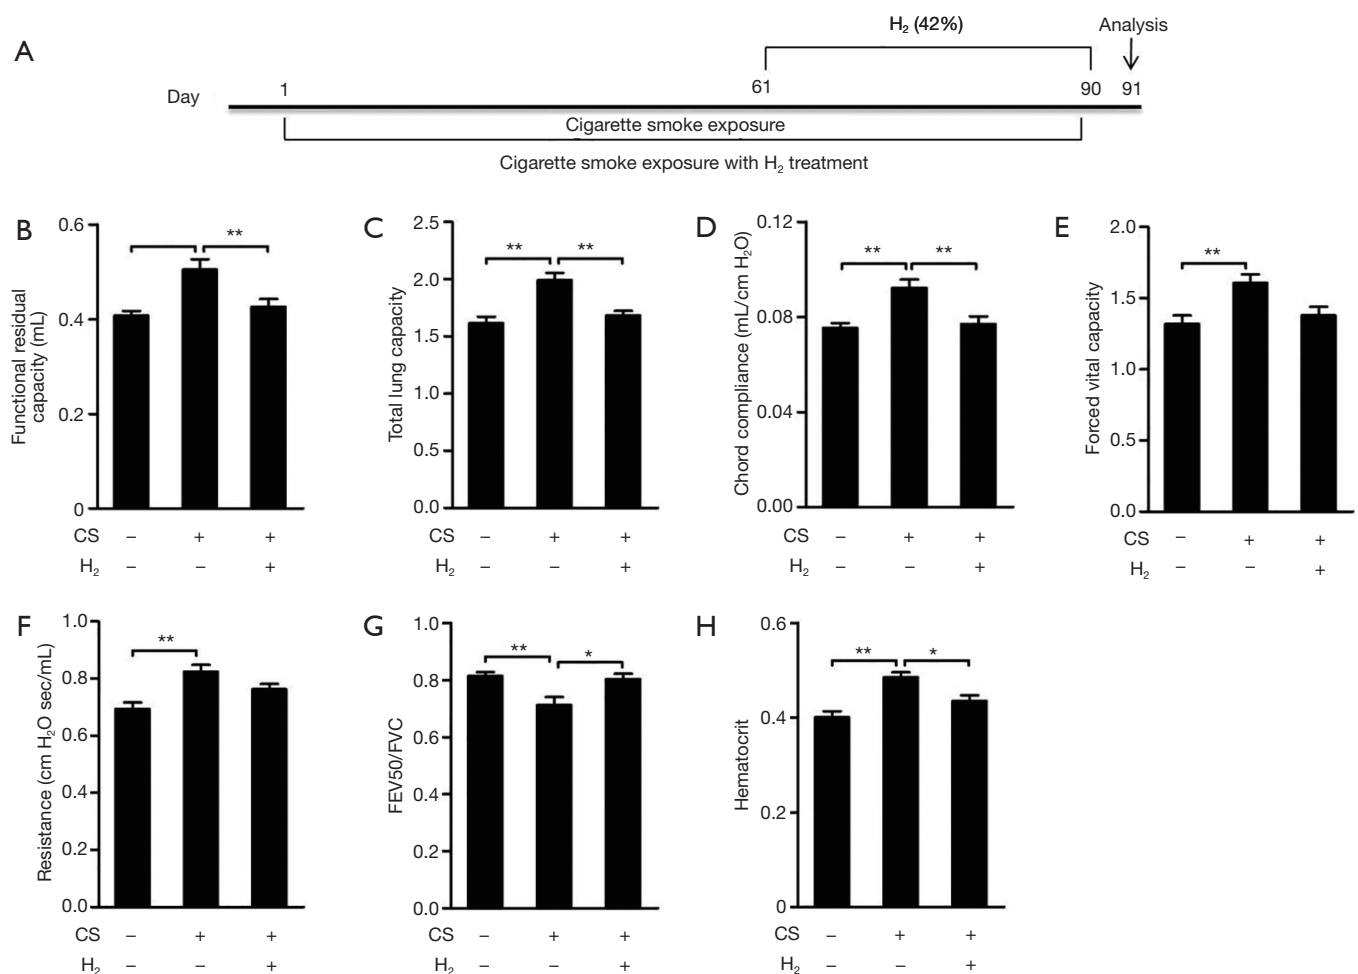 A
H₂ (42%)
Analysis
Day 1 61 90 91
Cigarette smoke exposure
Cigarette smoke exposure with H₂ treatment
B
Functional residual
capacity (mL)
0.6
0.4
0.2
0
**
CS – + +
H₂ – – +
C
Total lung capacity
2.5
2.0
1.5
1.0
0.5
0.0
** **
CS – + +
H₂ – – +
D
Chord compliance (mL/cm H₂O)
0.12
0.08
0.04
0.00
** **
CS – + +
H₂ – – +
E
Forced vital capacity
2.0
1.5
1.0
0.5
0.0
**
CS – + +
H₂ – – +
F
Resistance (cm H₂O sec/mL)
1.0
0.8
0.6
0.4
0.2
0.0
**
CS – + +
H₂ – – +
G
FEV50/FVC
1.0
0.8
0.6
0.4
0.2
0.0
** *
CS – + +
H₂ – – +
H
Hematocrit
0.6
0.4
0.2
0
** *
CS – + +
H₂ – – +